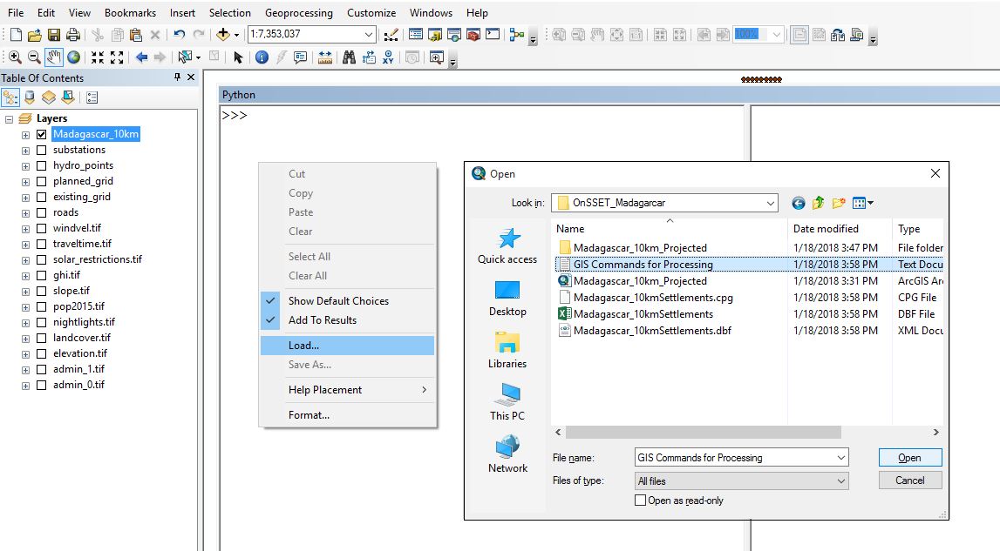 File Edit View Bookmarks Insert Selection Geoprocessing Customize Windows Help
1:7,353,037
100%
Table Of Contents
Layers
Madagascar_10km
substations
hydro_points
planned_grid
existing_grid
roads
windvel.tif
traveltime.tif
solar_restrictions.tif
ghi.tif
slope.tif
pop2015.tif
nightlights.tif
landcover.tif
elevation.tif
admin_1.tif
admin_0.tif
Python
>>>
Cut
Copy
Paste
Clear
Select All
Clear All
Show Default Choices
Add To Results
Load...
Save As...
Help Placement
Format...
Open
Look in: OnSSET_Madagarcar
Quick access
Desktop
Libraries
This PC
Network
Name Date modified Type
Madagascar_10km_Projected 1/18/2018 3:47 PM File folder
GIS Commands for Processing 1/18/2018 3:58 PM Text Docu
Madagascar_10km_Projected 1/18/2018 3:31 PM ArcGIS Arc
Madagascar_10kmSettlements.cpg 1/18/2018 3:58 PM CPG File
Madagascar_10kmSettlements 1/18/2018 3:58 PM DBF File
Madagascar_10kmSettlements.dbf 1/18/2018 3:58 PM XML Docu
File name: GIS Commands for Processing Open
Files of type: All files Cancel
Open as read-only